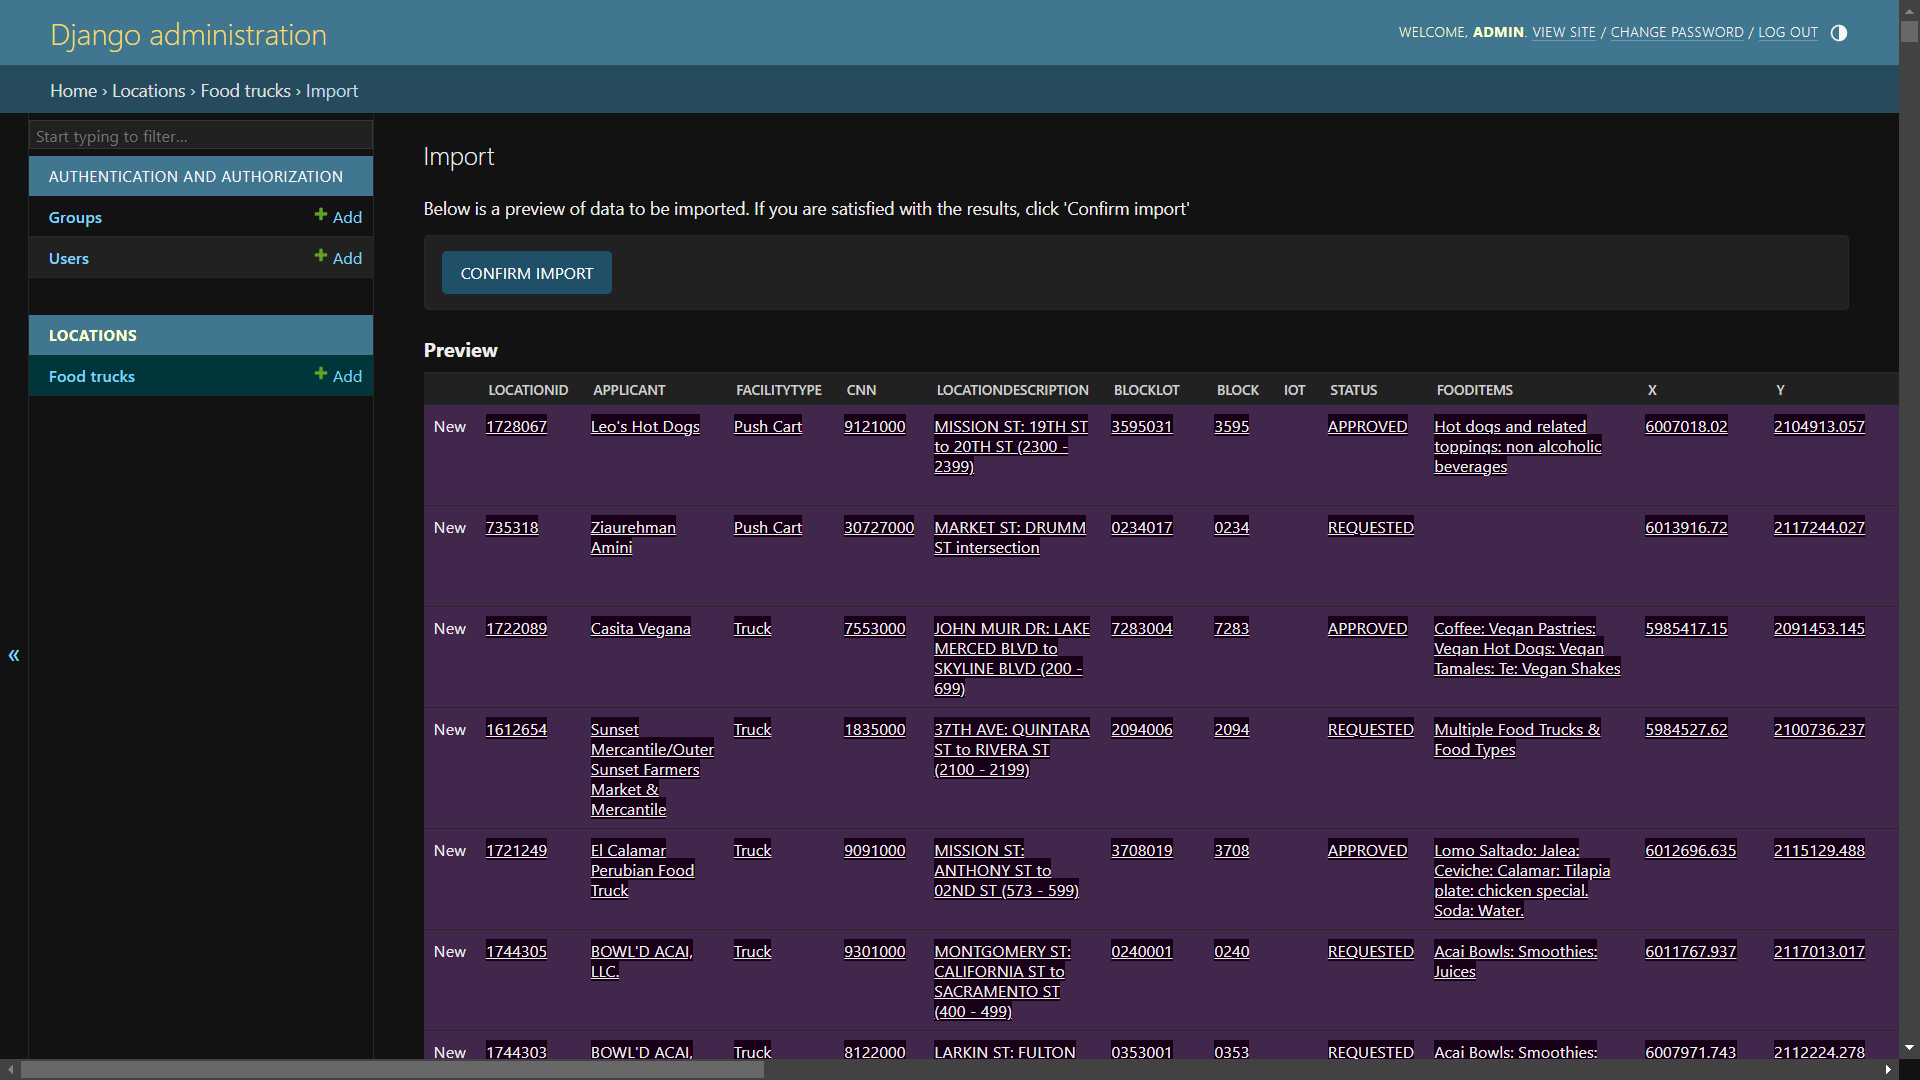 Django administration
WELCOME, ADMIN. VIEW SITE / CHANGE PASSWORD / LOG OUT
Home › Locations › Food trucks › Import
Start typing to filter...
AUTHENTICATION AND AUTHORIZATION
Groups
Add
Users
Add
LOCATIONS
Food trucks
Add
«
Import
Below is a preview of data to be imported. If you are satisfied with the results, click 'Confirm import'
CONFIRM IMPORT
Preview
LOCATIONID APPLICANT FACILITYTYPE CNN LOCATIONDESCRIPTION BLOCKLOT BLOCK IOT STATUS FOODITEMS X Y
New 1728067 Leo's Hot Dogs Push Cart 9121000 MISSION ST: 19TH ST 3595031 3595 APPROVED Hot dogs and related 6007018.02 2104913.057
to 20TH ST (2300 - toppings: non alcoholic
2399) beverages
New 735318 Ziaurehman Push Cart 30727000 MARKET ST: DRUMM 0234017 0234 REQUESTED 6013916.72 2117244.027
Amini ST intersection
New 1722089 Casita Vegana Truck 7553000 JOHN MUIR DR: LAKE 7283004 7283 APPROVED Coffee: Vegan Pastries: 5985417.15 2091453.145
MERCED BLVD to Vegan Hot Dogs: Vegan
SKYLINE BLVD (200 - Tamales: Te: Vegan Shakes
699)
New 1612654 Sunset Truck 1835000 37TH AVE: QUINTARA 2094006 2094 REQUESTED Multiple Food Trucks & 5984527.62 2100736.237
Mercantile/Outer ST to RIVERA ST Food Types
Sunset Farmers (2100 - 2199)
Market &
Mercantile
New 1721249 El Calamar Truck 9091000 MISSION ST: 3708019 3708 APPROVED Lomo Saltado: Jalea: 6012696.635 2115129.488
Perubian Food ANTHONY ST to Ceviche: Calamar: Tilapia
Truck 02ND ST (573 - 599) plate: chicken special.
Soda: Water.
New 1744305 BOWL'D ACAI, Truck 9301000 MONTGOMERY ST: 0240001 0240 REQUESTED Acai Bowls: Smoothies: 6011767.937 2117013.017
LLC. CALIFORNIA ST to Juices
SACRAMENTO ST
(400 - 499)
New 1744303 BOWL'D ACAI, Truck 8122000 LARKIN ST: FULTON 0353001 0353 REQUESTED Acai Bowls: Smoothies: 6007971.743 2112224.278